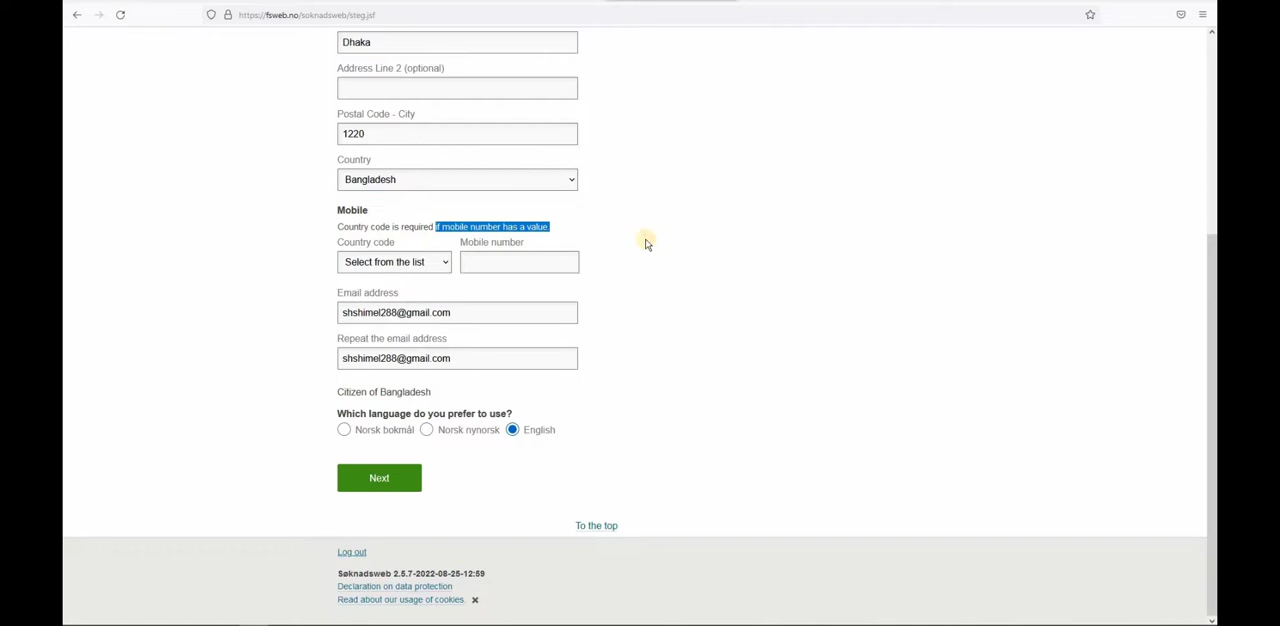 https://fsweb.no/soknadsweb/steg.jsf
Dhaka
Address Line 2 (optional)
Postal Code - City
1220
Country
Bangladesh
Mobile
Country code is required if mobile number has a value.
Country code Mobile number
Select from the list
Email address
shshimel288@gmail.com
Repeat the email address
shshimel288@gmail.com
Citizen of Bangladesh
Which language do you prefer to use?
Norsk bokmål Norsk nynorsk English
Next
To the top
Log out
Søknadsweb 2.5.7-2022-08-25-12:59
Declaration on data protection
Read about our usage of cookies.